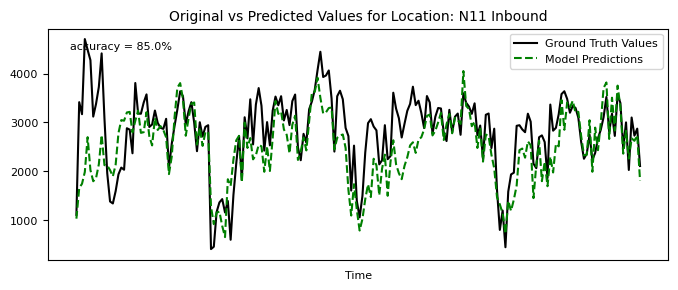 Original vs Predicted Values for Location: N11 Inbound
accuracy = 85.0%
Ground Truth Values
Model Predictions
4000
3000
2000
1000
Time